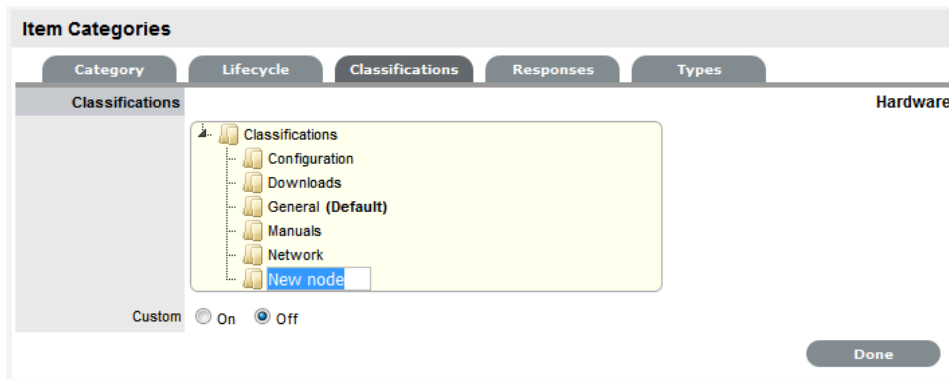 Item Categories
Category Lifecycle Classifications Responses Types
Classifications Hardware
Classifications
Configuration
Downloads
General (Default)
Manuals
Network
New node
Custom On Off
Done